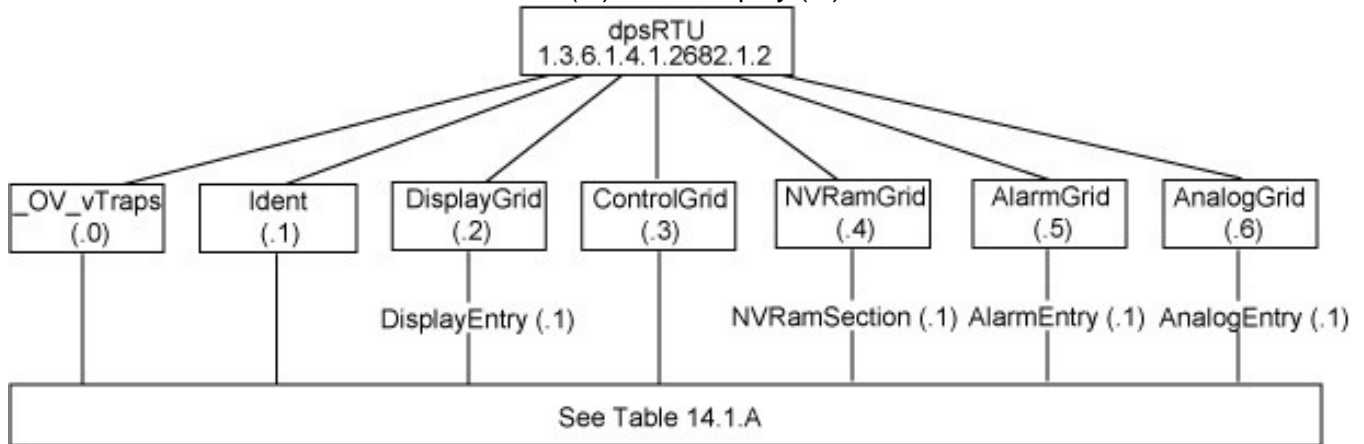 dpsRTU
1.3.6.1.4.1.2682.1.2
_OV_vTraps
(.0)
Ident
(.1)
DisplayGrid
(.2)
ControlGrid
(.3)
NVRamGrid
(.4)
AlarmGrid
(.5)
AnalogGrid
(.6)
DisplayEntry (.1)
NVRamSection (.1)
AlarmEntry (.1)
AnalogEntry (.1)
See Table 14.1.A